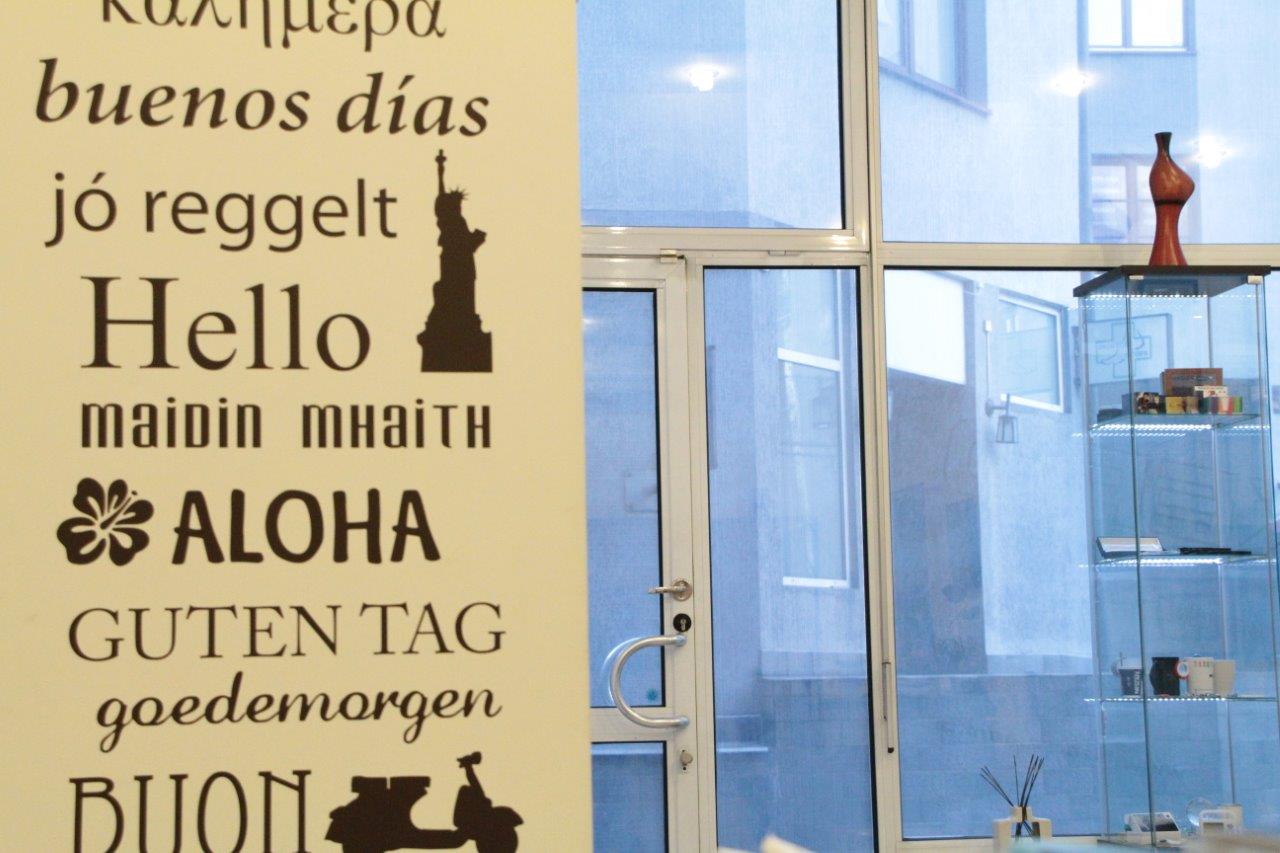 καλημέρα
buenos días
jó reggelt
Hello
maidin mhaith
ALOHA
GUTEN TAG
goedemorgen
BUON